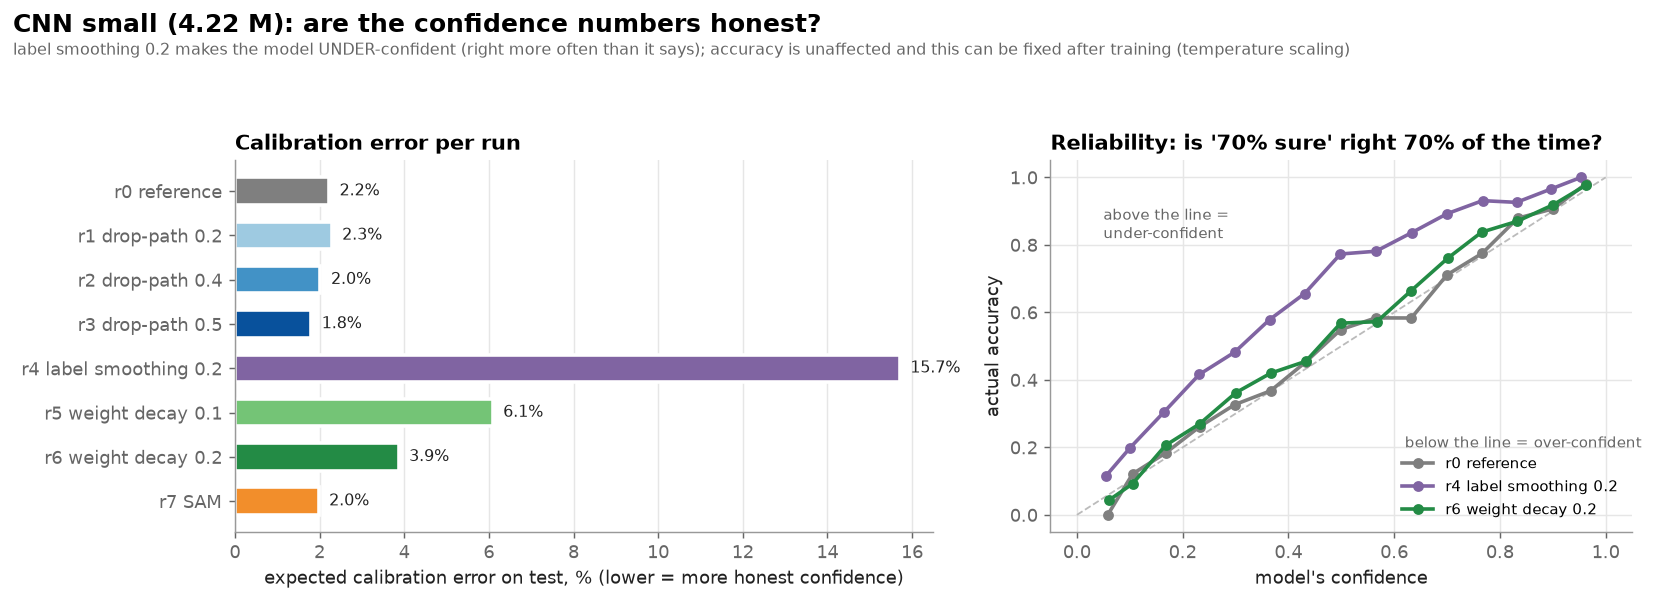 CNN small (4.22 M): are the confidence numbers honest?
label smoothing 0.2 makes the model UNDER-confident (right more often than it says); accuracy is unaffected and this can be fixed after training (temperature scaling)
Calibration error per run
r0 reference 2.2%
r1 drop-path 0.2 2.3%
r2 drop-path 0.4 2.0%
r3 drop-path 0.5 1.8%
r4 label smoothing 0.2 15.7%
r5 weight decay 0.1 6.1%
r6 weight decay 0.2 3.9%
r7 SAM 2.0%
0 2 4 6 8 10 12 14 16
expected calibration error on test, % (lower = more honest confidence)
Reliability: is '70% sure' right 70% of the time?
actual accuracy
1.0
0.8
0.6
0.4
0.2
0.0
above the line =
under-confident
below the line = over-confident
r0 reference
r4 label smoothing 0.2
r6 weight decay 0.2
0.0 0.2 0.4 0.6 0.8 1.0
model's confidence